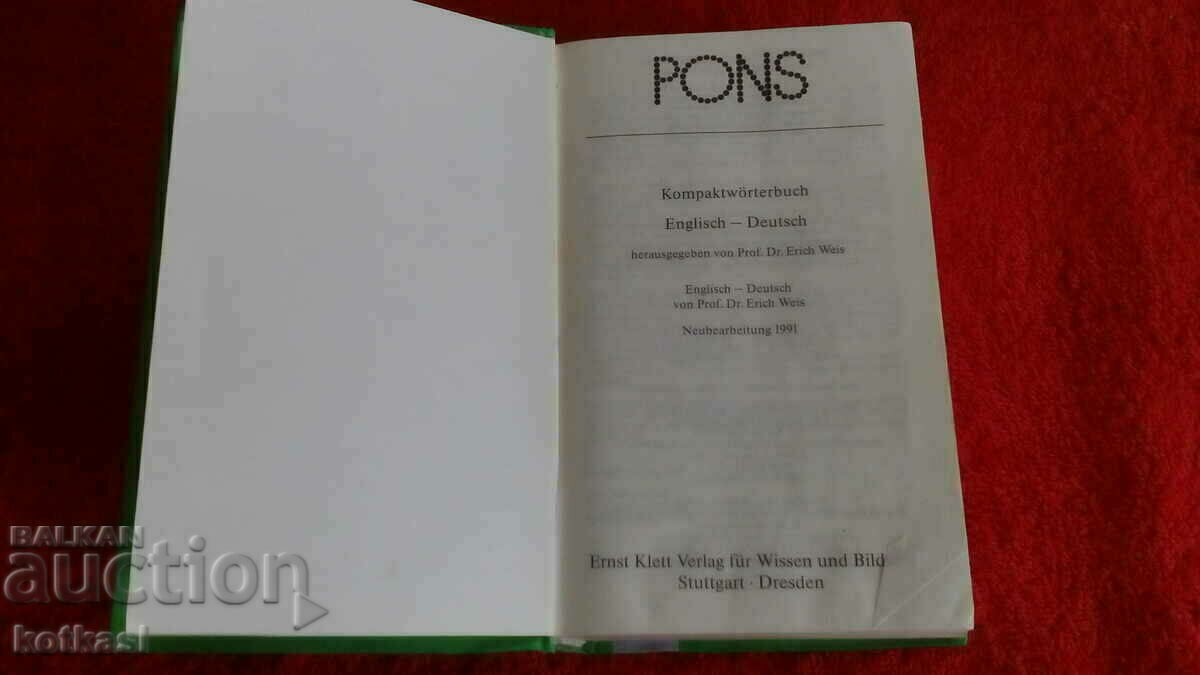 PONS
Kompaktwörterbuch
Englisch – Deutsch
herausgegeben von Prof. Dr. Erich Weis
Englisch – Deutsch
von Prof. Dr. Erich Weis
Neubearbeitung 1991
Ernst Klett Verlag für Wissen und Bild
Stuttgart · Dresden
BALKAN
auction
kotkasl